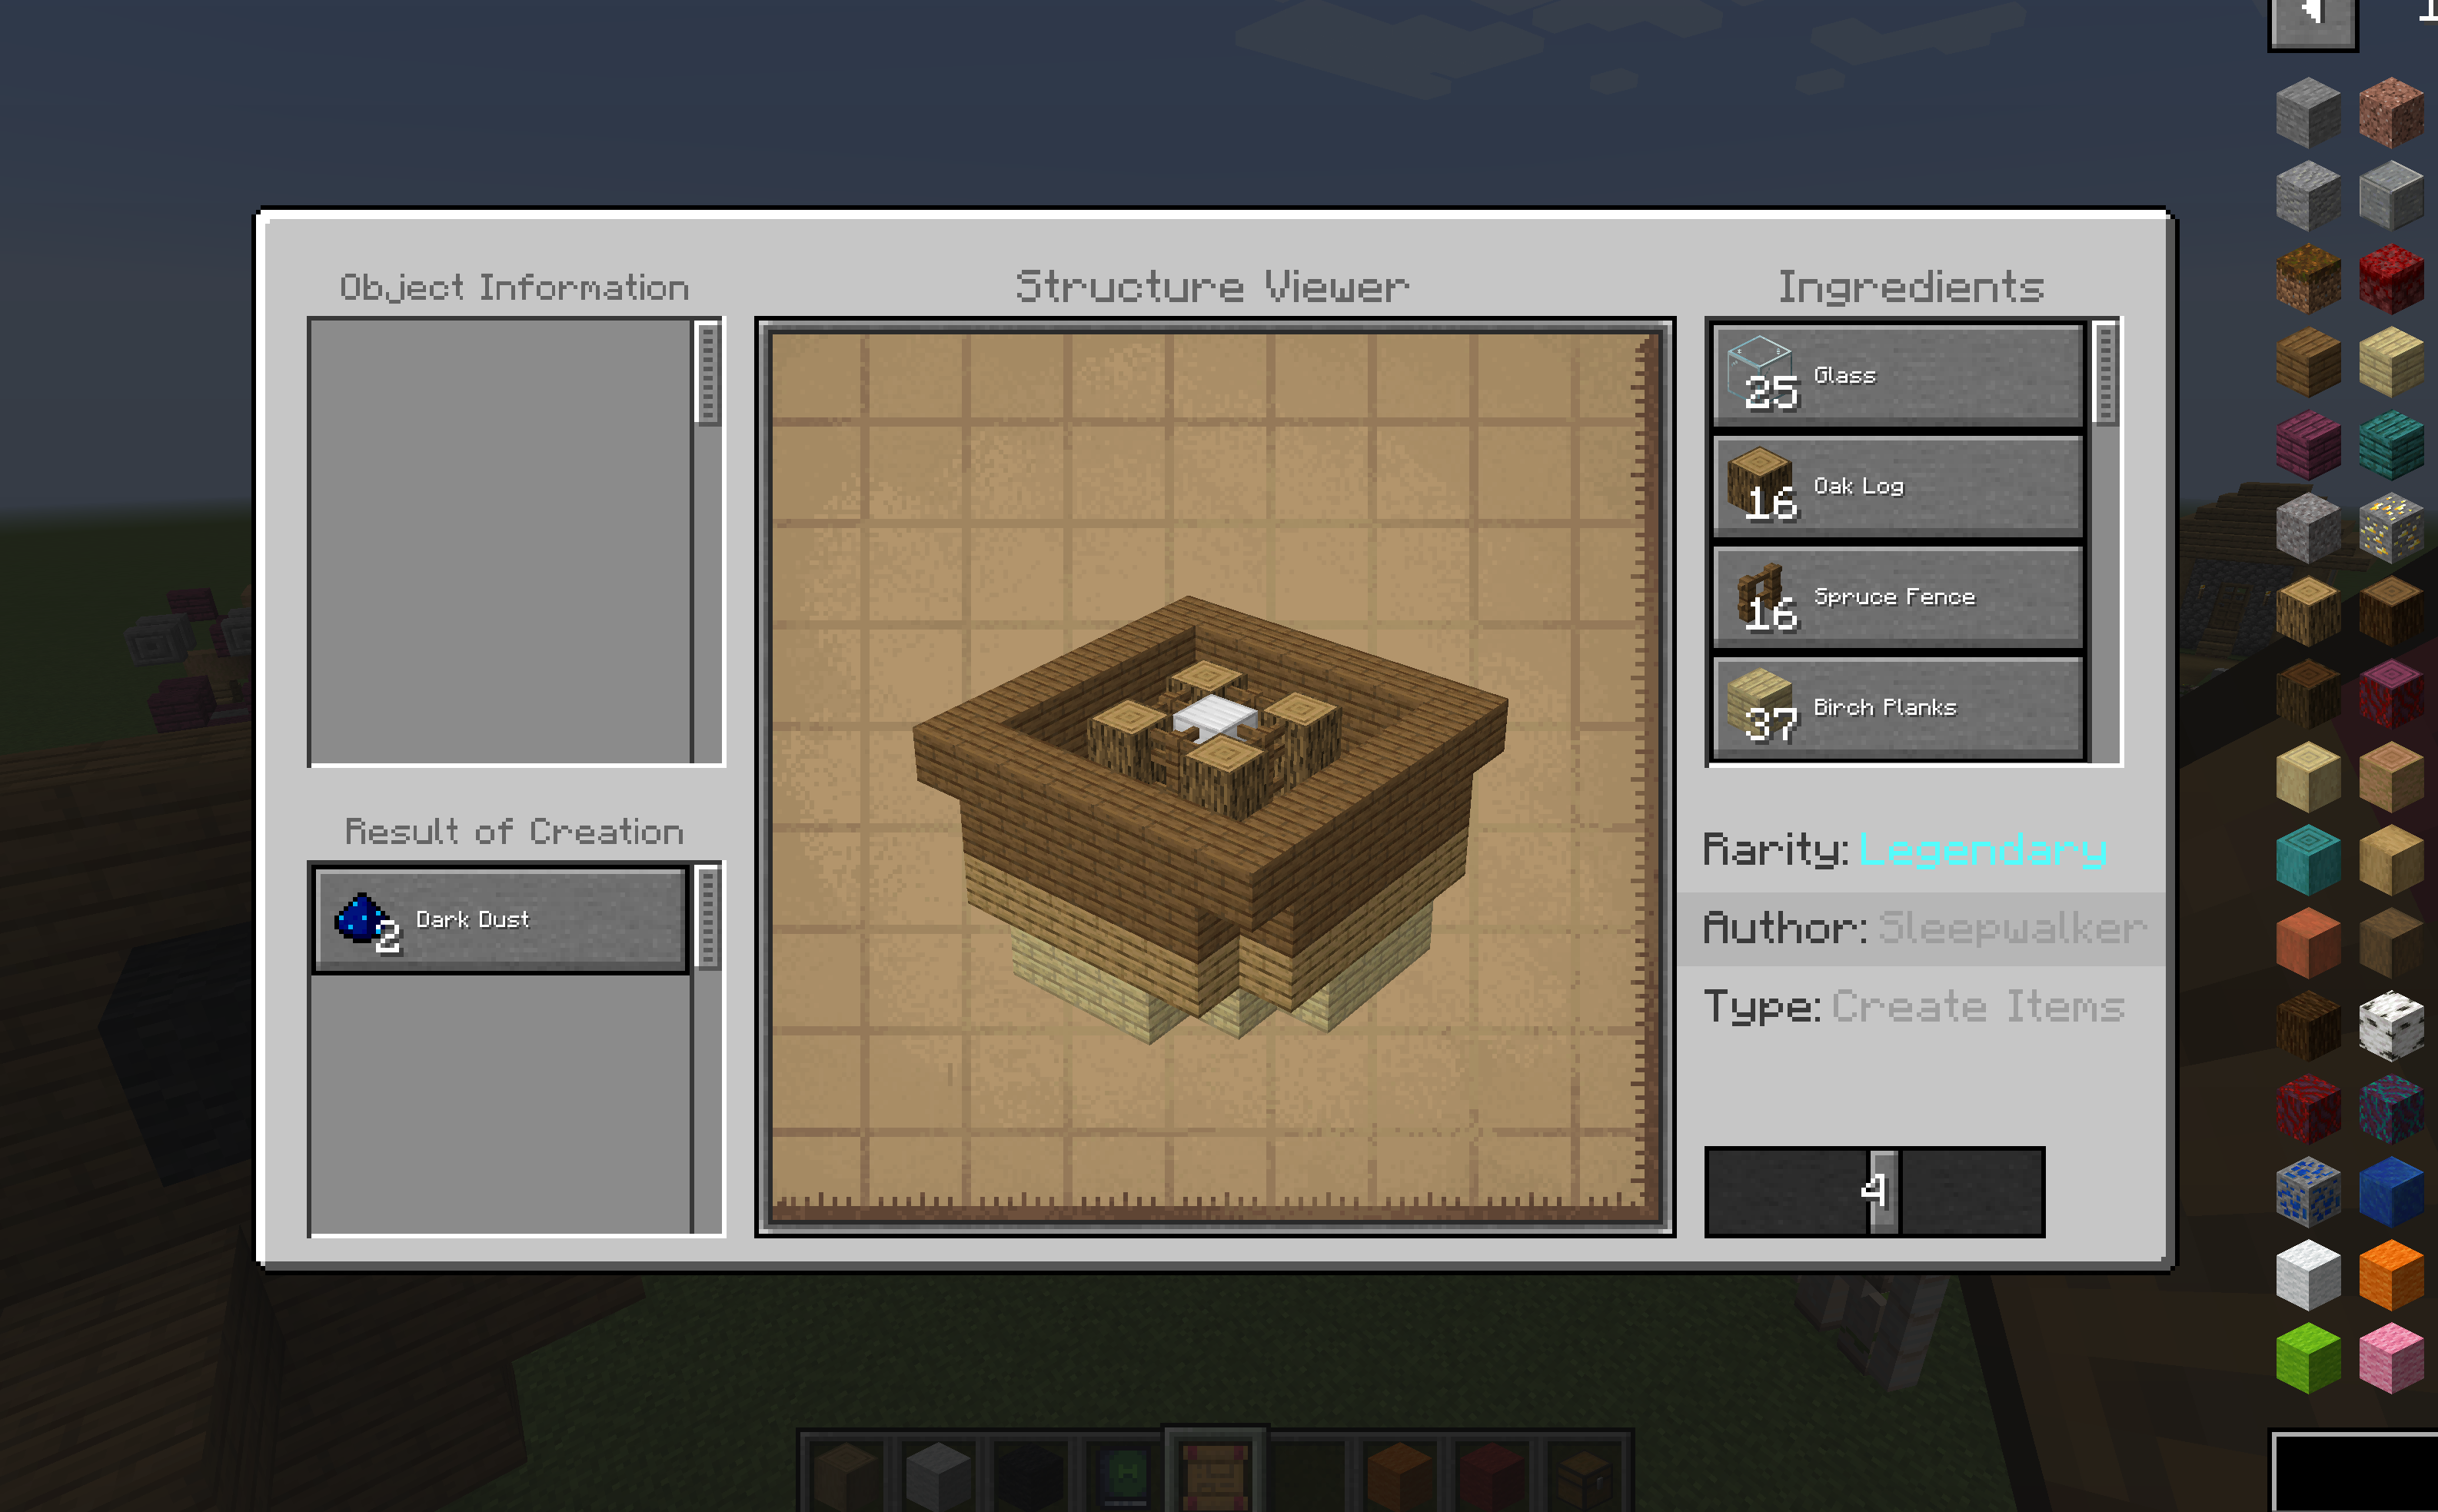 Object Information
Structure Viewer
Ingredients
25 Glass
16 Oak Log
16 Spruce Fence
37 Birch Planks
Result of Creation
2 Dark Dust
Rarity: Legendary
Author: Sleepwalker
Type: Create Items
4